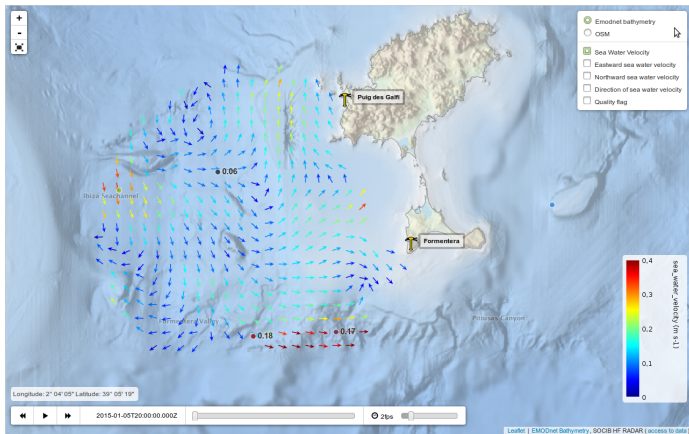 +
-
Emodnet bathymetry
OSM
Sea Water Velocity
Eastward sea water velocity
Northward sea water velocity
Direction of sea water velocity
Quality flag
Puig des Galfi
0.06
Ibiza Seachannel
Formentera
0,4
0,3
0,2
0,1
0
sea_water_velocity (m s-1)
Formentera Valley
0.18
0.17
Priusas Canyon
Longitude: 2° 04' 05" Latitude: 39° 05' 19"
2015-01-05T20:00:00.000Z
2fps
Leaflet | EMODnet Bathymetry, SOCIB HF RADAR (access to data)